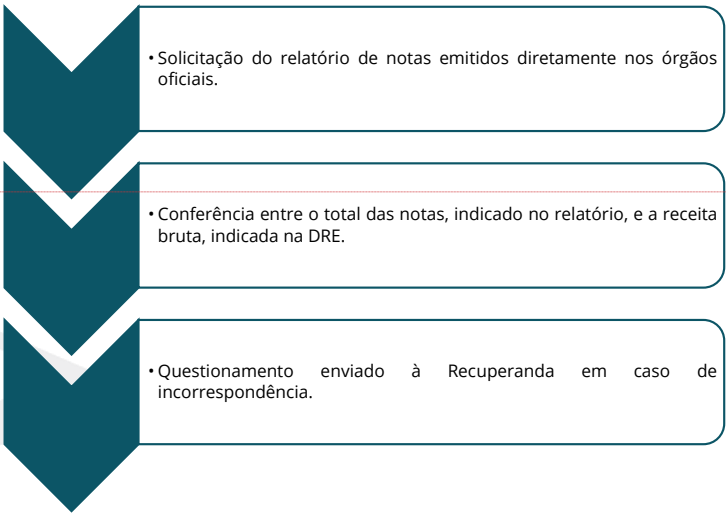 • Solicitação do relatório de notas emitidos diretamente nos órgãos
oficiais.
• Conferência entre o total das notas, indicado no relatório, e a receita
bruta, indicada na DRE.
• Questionamento enviado à Recuperanda em caso de
incorrespondência.